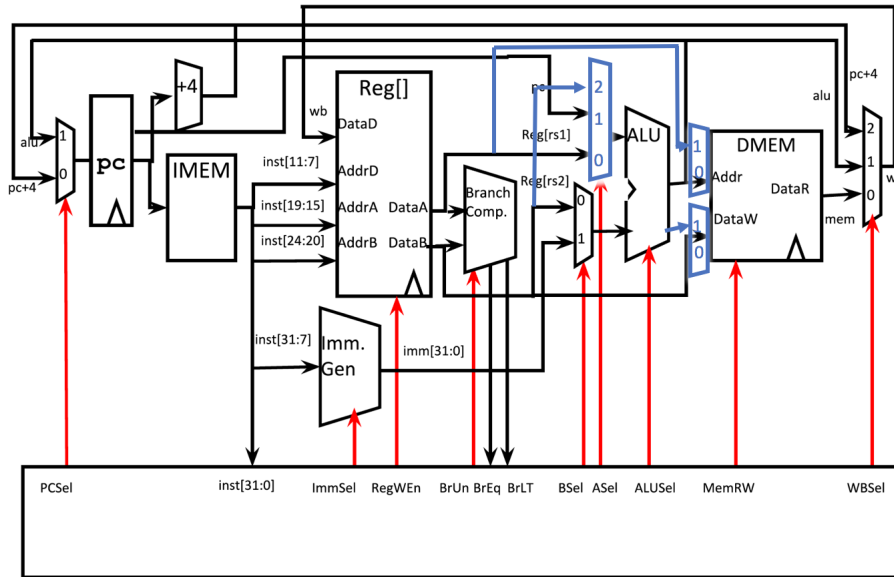 +4
Reg[]
wb
DataD
pc+4
alu
2
1
0
pc
Reg[rs1]
ALU
1
0
DMEM
Addr
DataR
DataW
mem
2
1
0
w
alu
1
0
pc+4
pc
IMEM
inst[11:7]
AddrD
inst[19:15]
AddrA
DataA
inst[24:20]
AddrB
DataB
Branch
Comp.
Reg[rs2]
0
1
1
0
inst[31:7]
Imm.
Gen
imm[31:0]
PCSel
inst[31:0]
ImmSel
RegWEn
BrUn
BrEq
BrLT
BSel
ASel
ALUSel
MemRW
WBSel